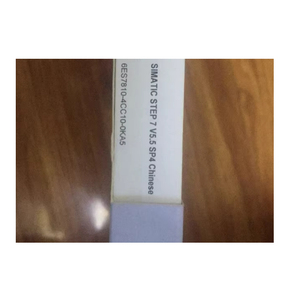 SIMATIC STEP 7 V5.5 SP4 Chinese
6ES7810-4CC10-0KA5